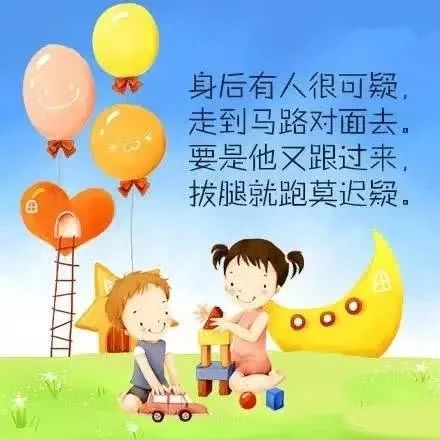 身后有人很可疑，
走到马路对面去。
要是他又跟过来，
拔腿就跑莫迟疑。